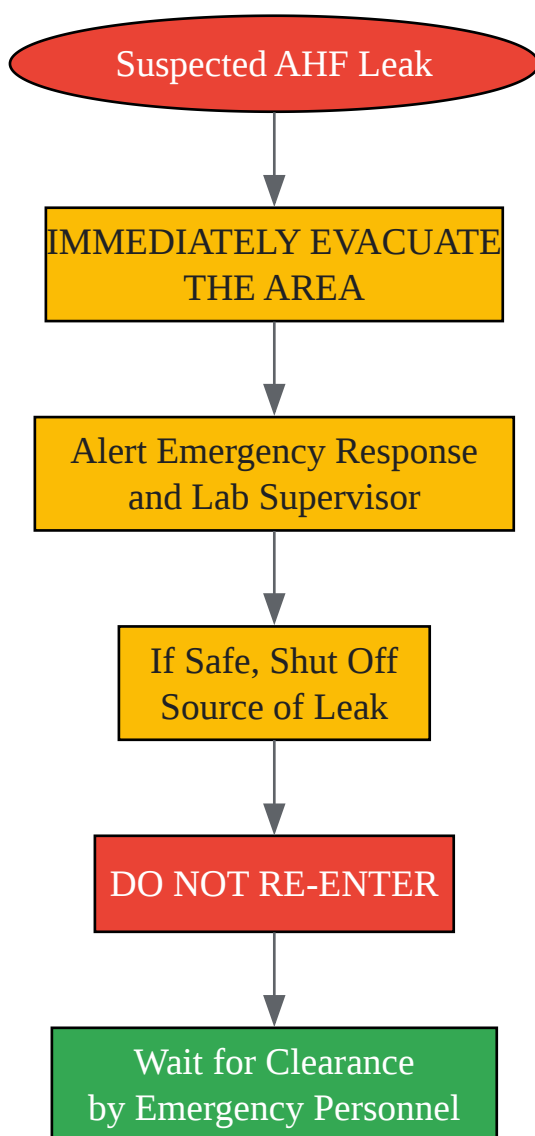 Suspected AHF Leak
IMMEDIATELY EVACUATE
THE AREA
Alert Emergency Response
and Lab Supervisor
If Safe, Shut Off
Source of Leak
DO NOT RE-ENTER
Wait for Clearance
by Emergency Personnel